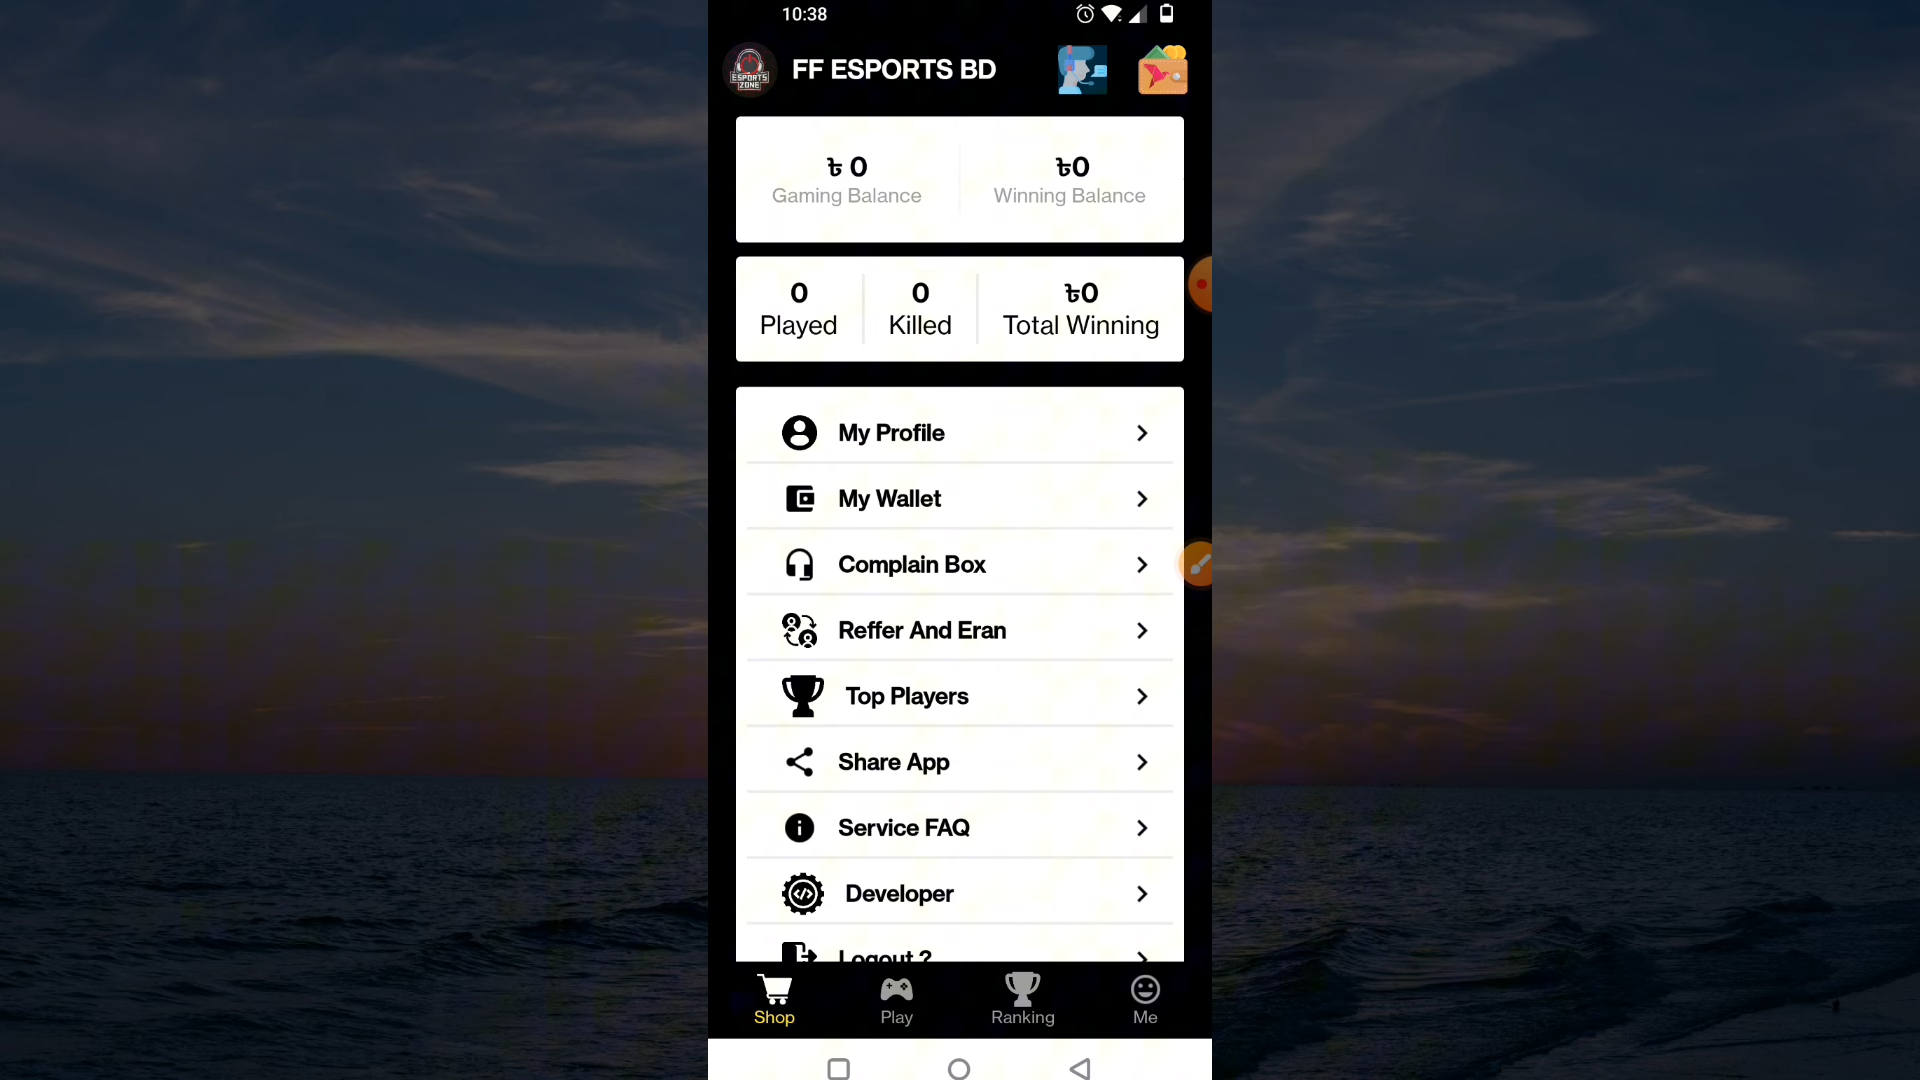 10:38
ESPORTS
ZONE
FF ESPORTS BD
৳ 0
Gaming Balance
৳0
Winning Balance
0
Played
0
Killed
৳0
Total Winning
My Profile
My Wallet
Complain Box
Reffer And Eran
Top Players
Share App
Service FAQ
Developer
Logout ?
Shop
Play
Ranking
Me